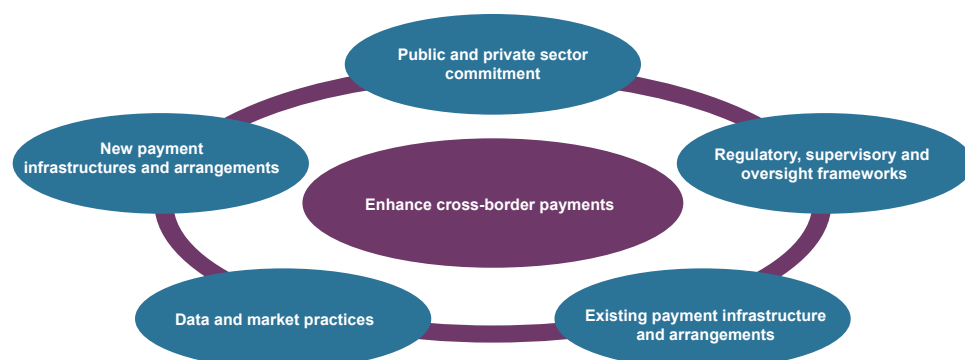 Public and private sector
commitment
New payment
infrastructures and arrangements
Regulatory, supervisory and
oversight frameworks
Enhance cross-border payments
Data and market practices
Existing payment infrastructure
and arrangements